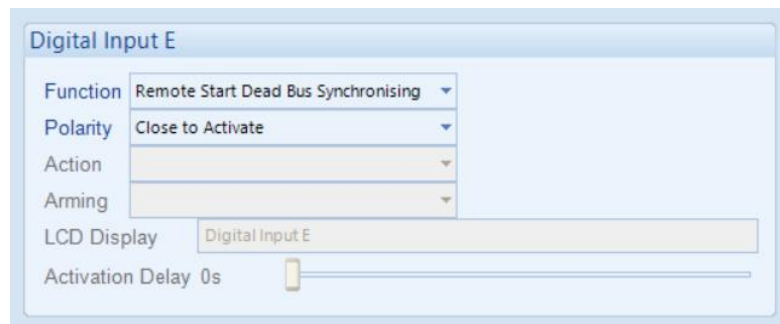 Digital Input E
Function Remote Start Dead Bus Synchronising
Polarity Close to Activate
Action
Arming
LCD Display Digital Input E
Activation Delay 0s